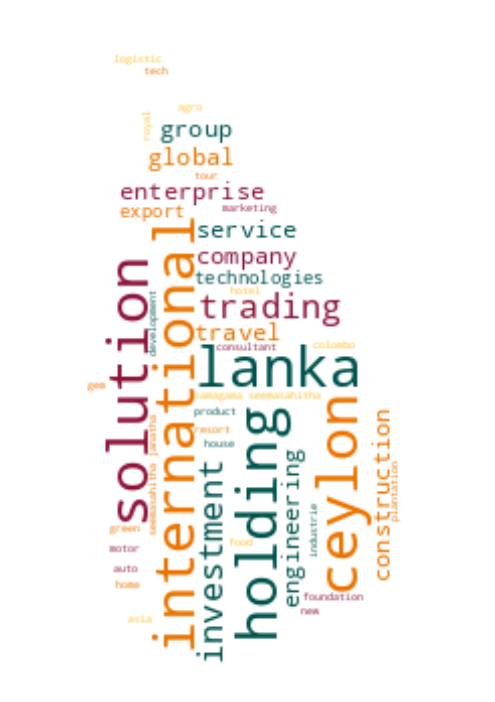 logistic
tech
agro
royal
group
global
tour
enterprise
export
marketing
service
international
company
solution
technologies
hotel
development
trading
travel
consultant
colombo
lanka
gem
kamagama seemasahitha
product
holding
ceylon
construction
seemasahitha janatha
resort
house
engineering
investment
plantation
industrie
green
food
motor
auto
home
foundation
new
asia